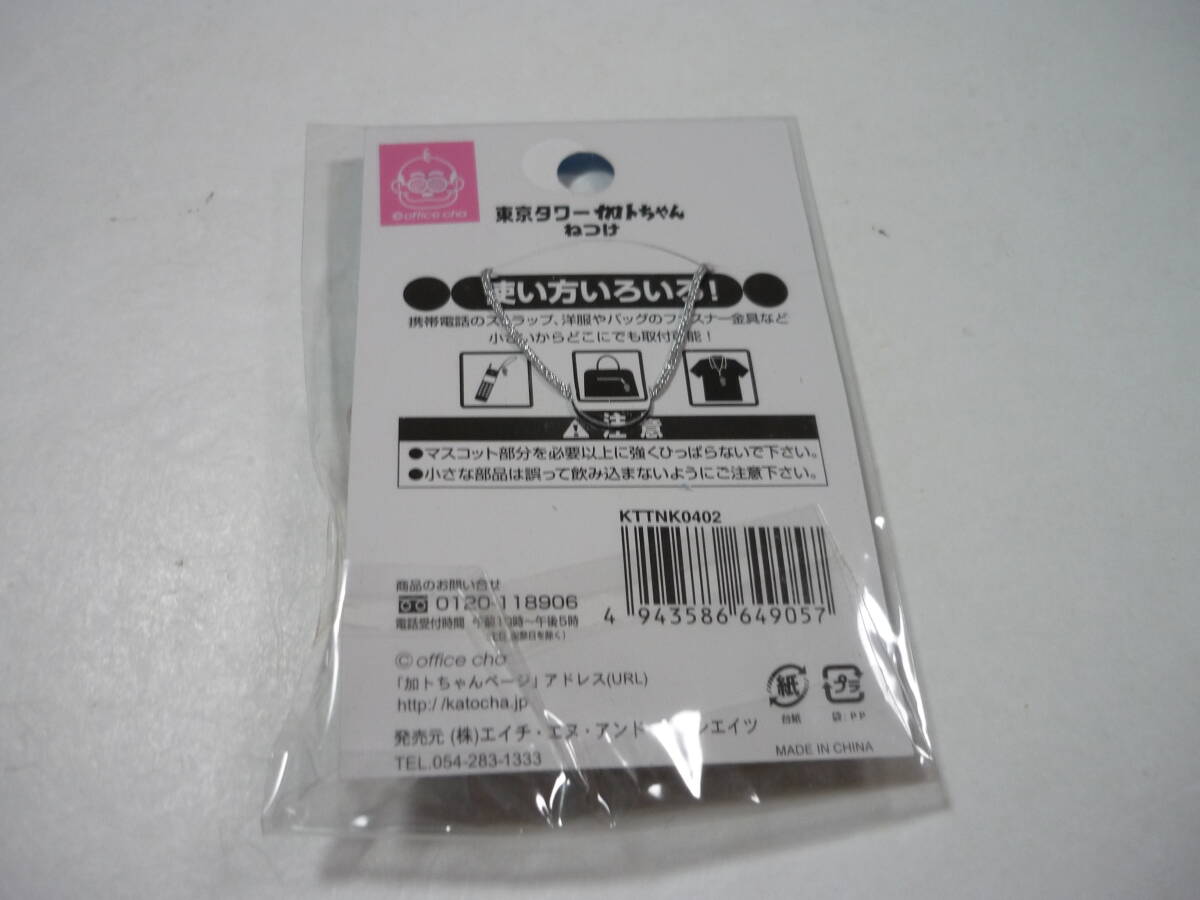 ©office cho
東京タワー加トちゃん
ねつけ
使い方いろいろ!
携帯電話のストラップ、洋服やバッグのファスナー金具など
小さいからどこにでも取付可能!
注意
●マスコット部分を必要以上に強くひっぱらないで下さい。
●小さな部品は誤って飲み込まないようにご注意下さい。
KTTNK0402
4 943586 649057
商品のお問い合せ
0120-118906
電話受付時間 午前10時〜午後5時
©office cho
「加トちゃんページ」アドレス(URL)
http://katocha.jp
発売元 (株)エイチ・エヌ・アンド・
TEL.054-283-1333
紙
台紙
プラ
袋:PP
MADE IN CHINA